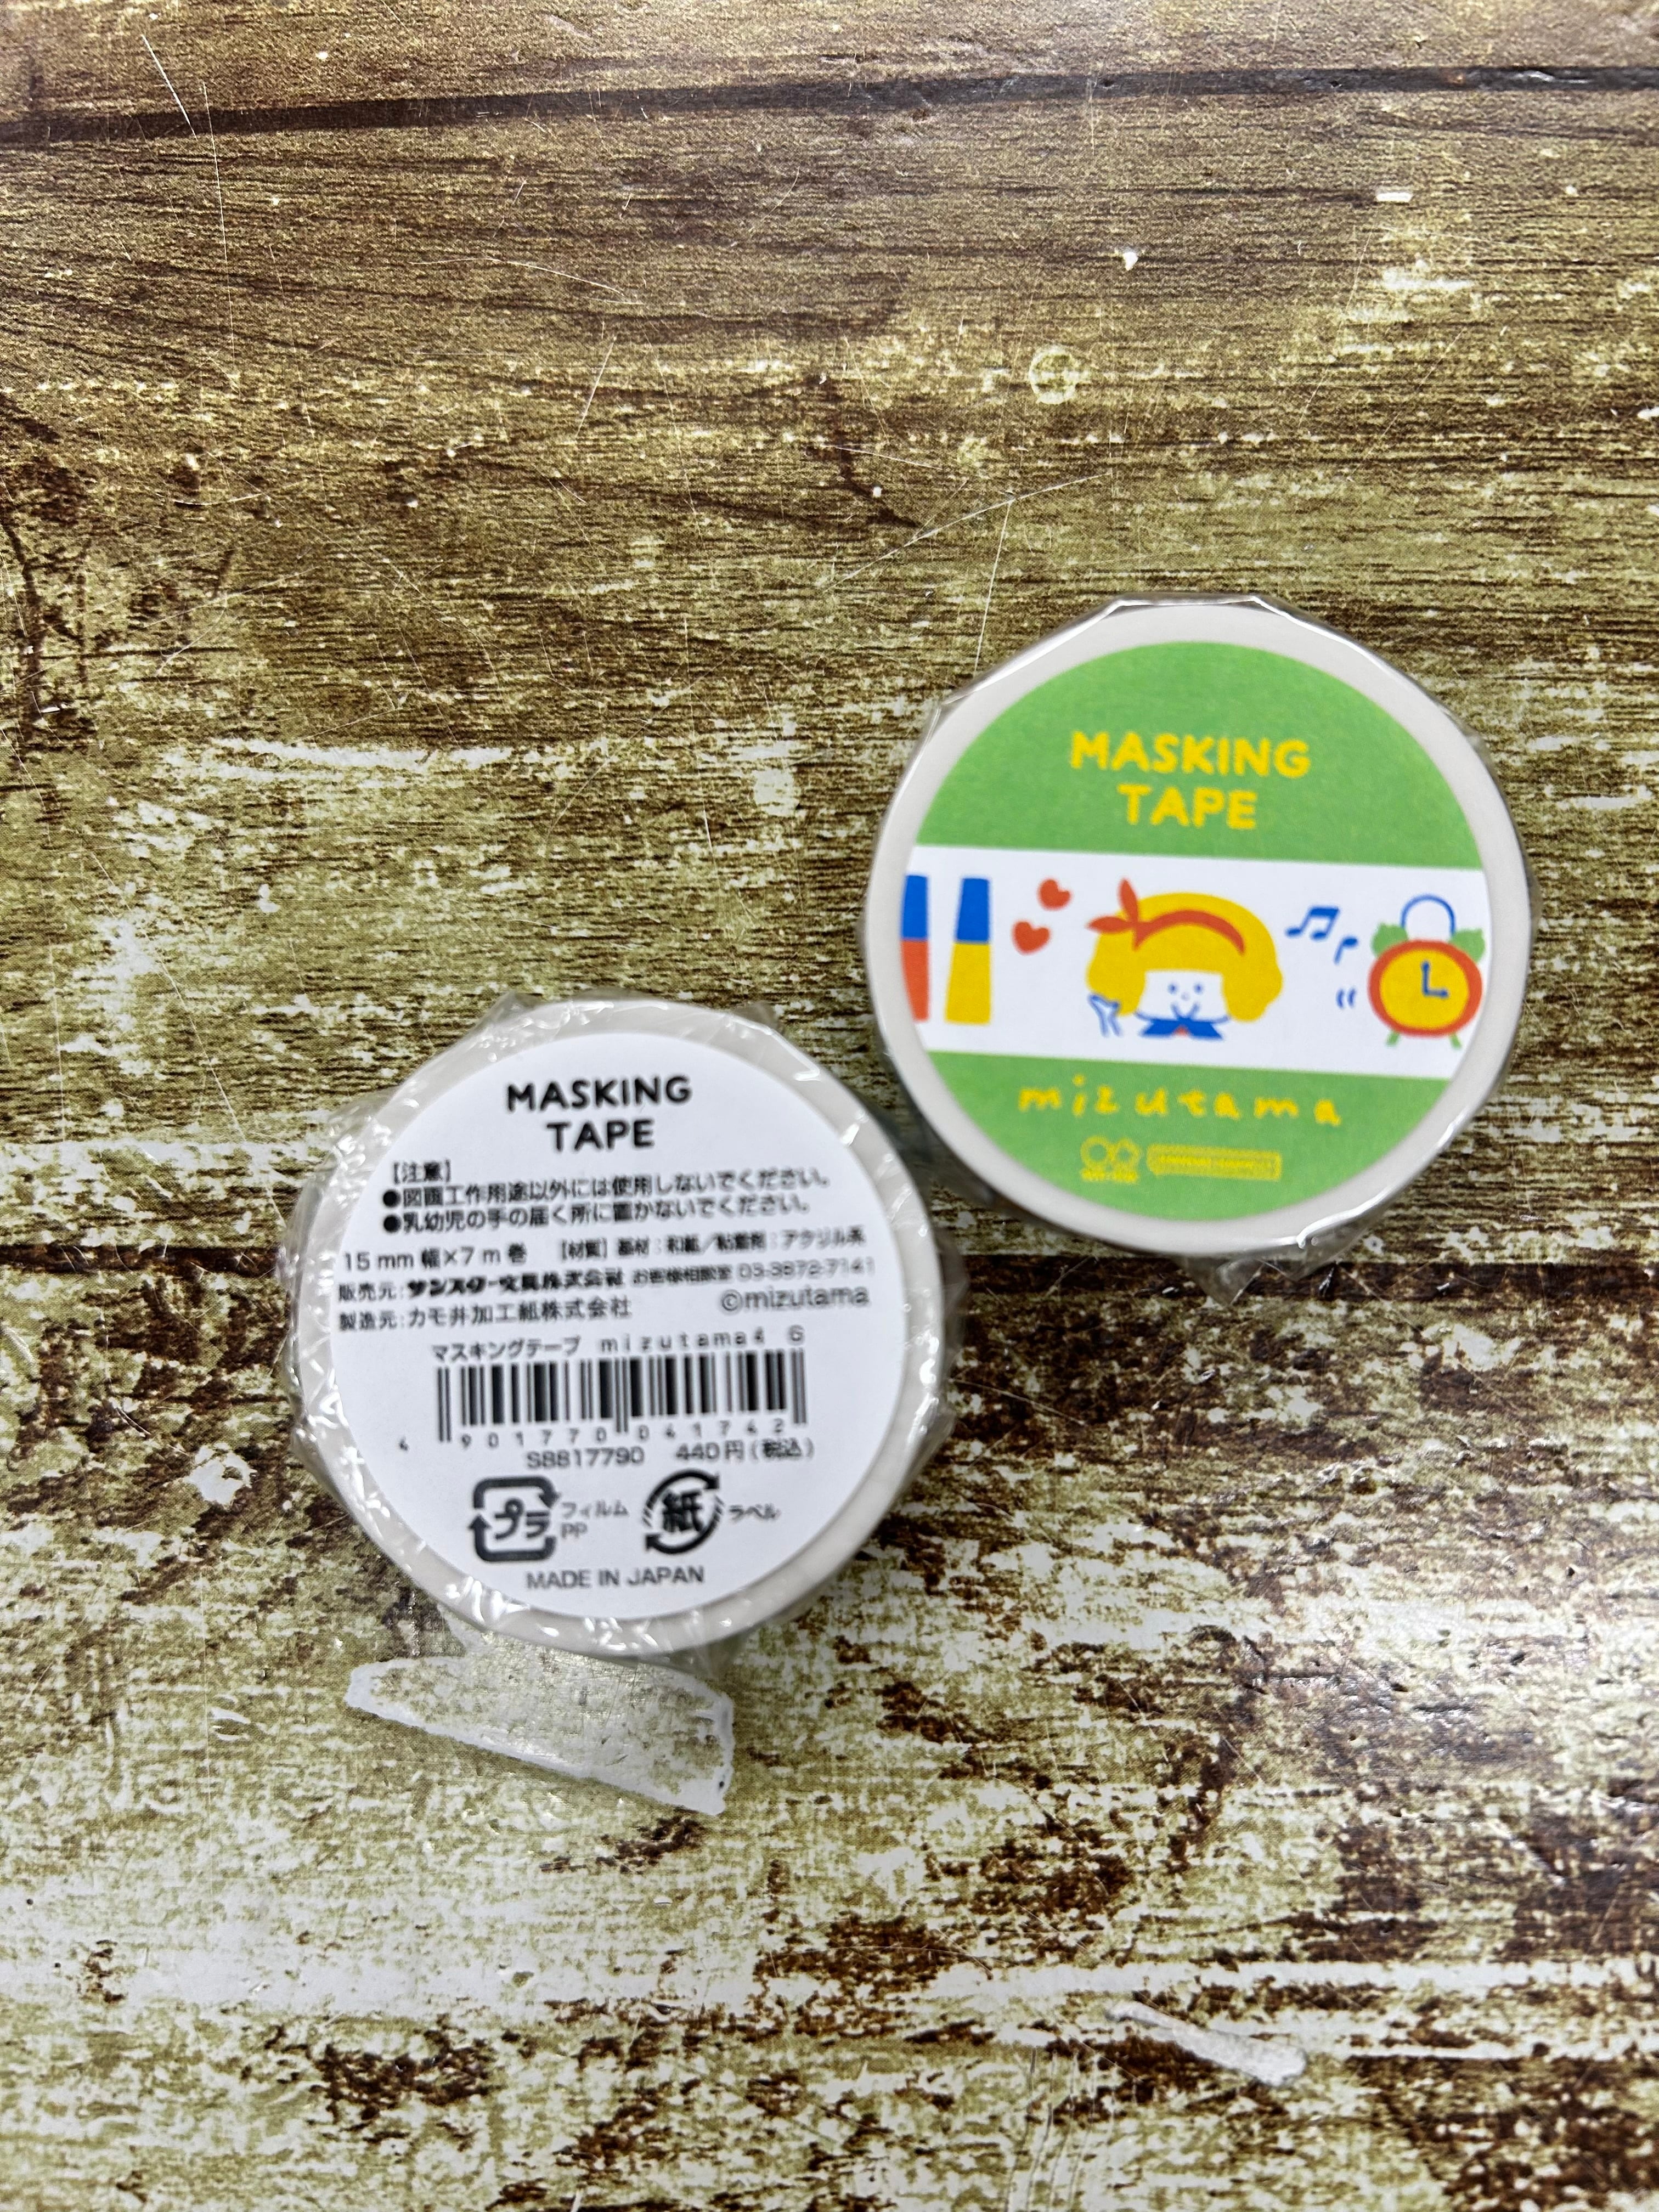 MASKING
TAPE
mizutama
MASKING
TAPE
【注意】
●図画工作用途以外には使用しないでください。
●乳幼児の手の届く所に置かないでください。
15mm 幅×7m 巻 【材質】基材：和紙／粘着剤：アクリル系
販売元：サンスター文具株式会社 お客様相談室 03-3872-7141
製造元：カモ井加工紙株式会社 ©mizutama
マスキングテープ mizutama4 G
4 901770 041742
S8817790 440円（税込）
プラ フィルム PP 紙 ラベル
MADE IN JAPAN